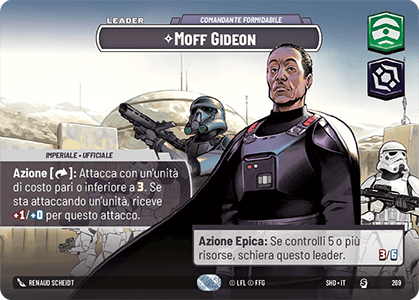 LEADER
COMANDANTE FORMIDABILE
✧MOFF GIDEON
IMPERIALE • UFFICIALE
Azione [↷]: Attacca con un'unità
di costo pari o inferiore a 3. Se
sta attaccando un'unità, riceve
+1/+0 per questo attacco.
Azione Epica: Se controlli 5 o più
risorse, schiera questo leader.
3/6
RENAUD SCHEIDT
© LFL © FFG
SHD • IT
269